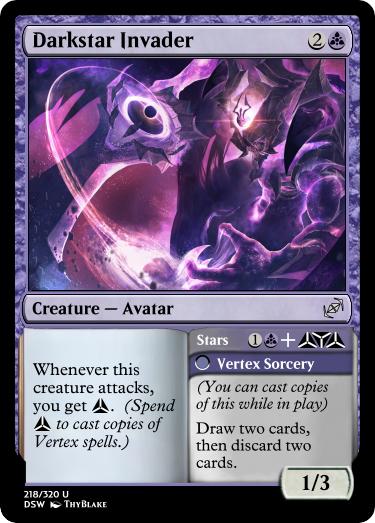 Darkstar Invader 2
Creature — Avatar
Whenever this
creature attacks,
you get . (Spend
to cast copies of
Vertex spells.)
Stars 1 +
Vertex Sorcery
(You can cast copies
of this while in play)
Draw two cards,
then discard two
cards.
1/3
218/320 U
DSW ThyBlake